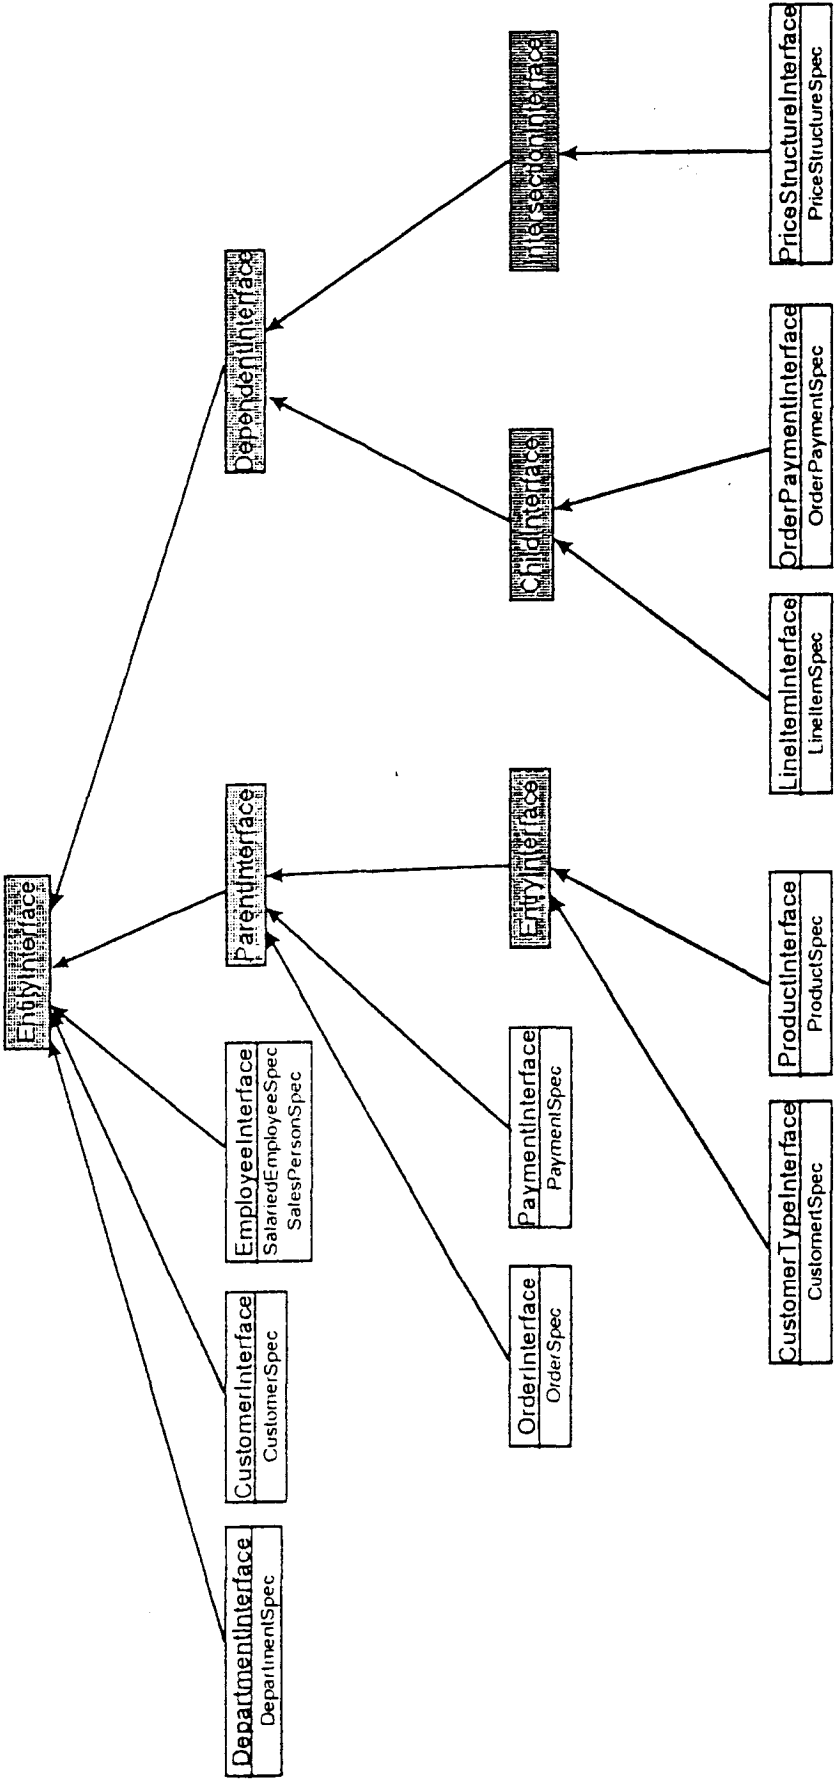 EntityInterface
DepartmentInterface
DepartmentSpec
CustomerInterface
CustomerSpec
EmployeeInterface
SalariedEmployeeSpec
SalesPersonSpec
ParentInterface
DependentInterface
OrderInterface
OrderSpec
PaymentInterface
PaymentSpec
EntryInterface
ChildInterface
IntersectionInterface
CustomerTypeInterface
CustomertSpec
ProductInterface
ProductSpec
LineItemInterface
LineItemSpec
OrderPaymentInterface
OrderPaymentSpec
PriceStructureInterface
PriceStructureSpec